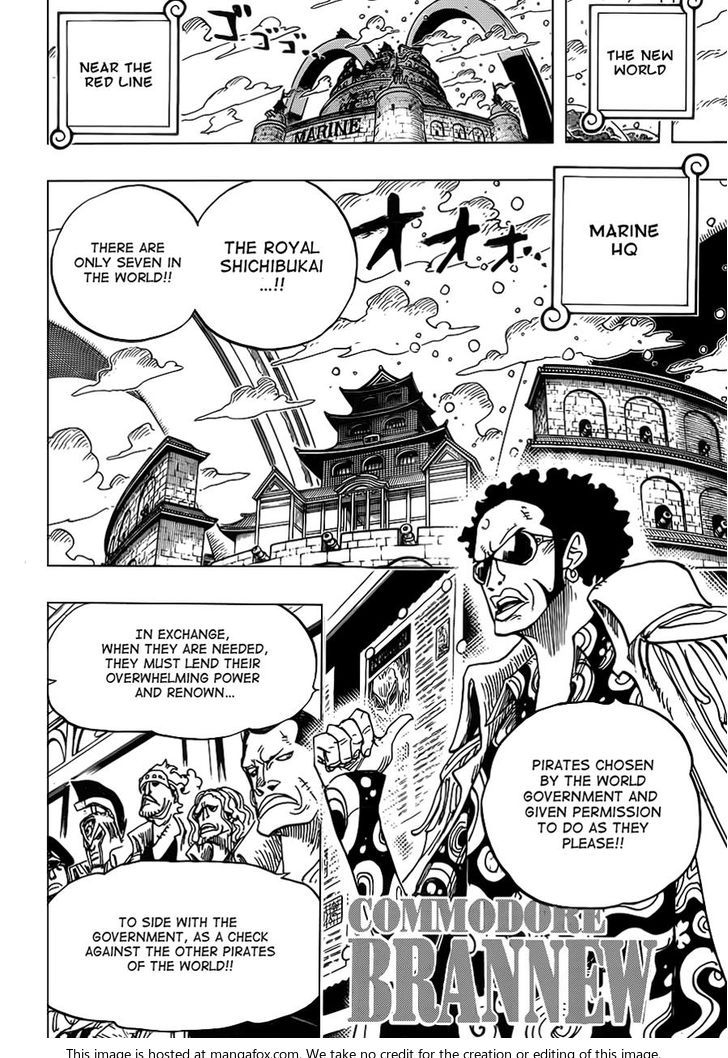 THE NEW
WORLD
NEAR THE
RED LINE
MARINE
ゴゴゴ
MARINE
HQ
オオオ
THE ROYAL
SHICHIBUKAI
...!!
THERE ARE
ONLY SEVEN IN
THE WORLD!!
PIRATES CHOSEN
BY THE WORLD
GOVERNMENT AND
GIVEN PERMISSION
TO DO AS THEY
PLEASE!!
COMMODORE
BRANNEW
IN EXCHANGE,
WHEN THEY ARE NEEDED,
THEY MUST LEND THEIR
OVERWHELMING POWER
AND RENOWN...
TO SIDE WITH THE
GOVERNMENT, AS A CHECK
AGAINST THE OTHER PIRATES
OF THE WORLD!!
This image is hosted at mangafox.com. We take no credit for the creation or editing of this image.